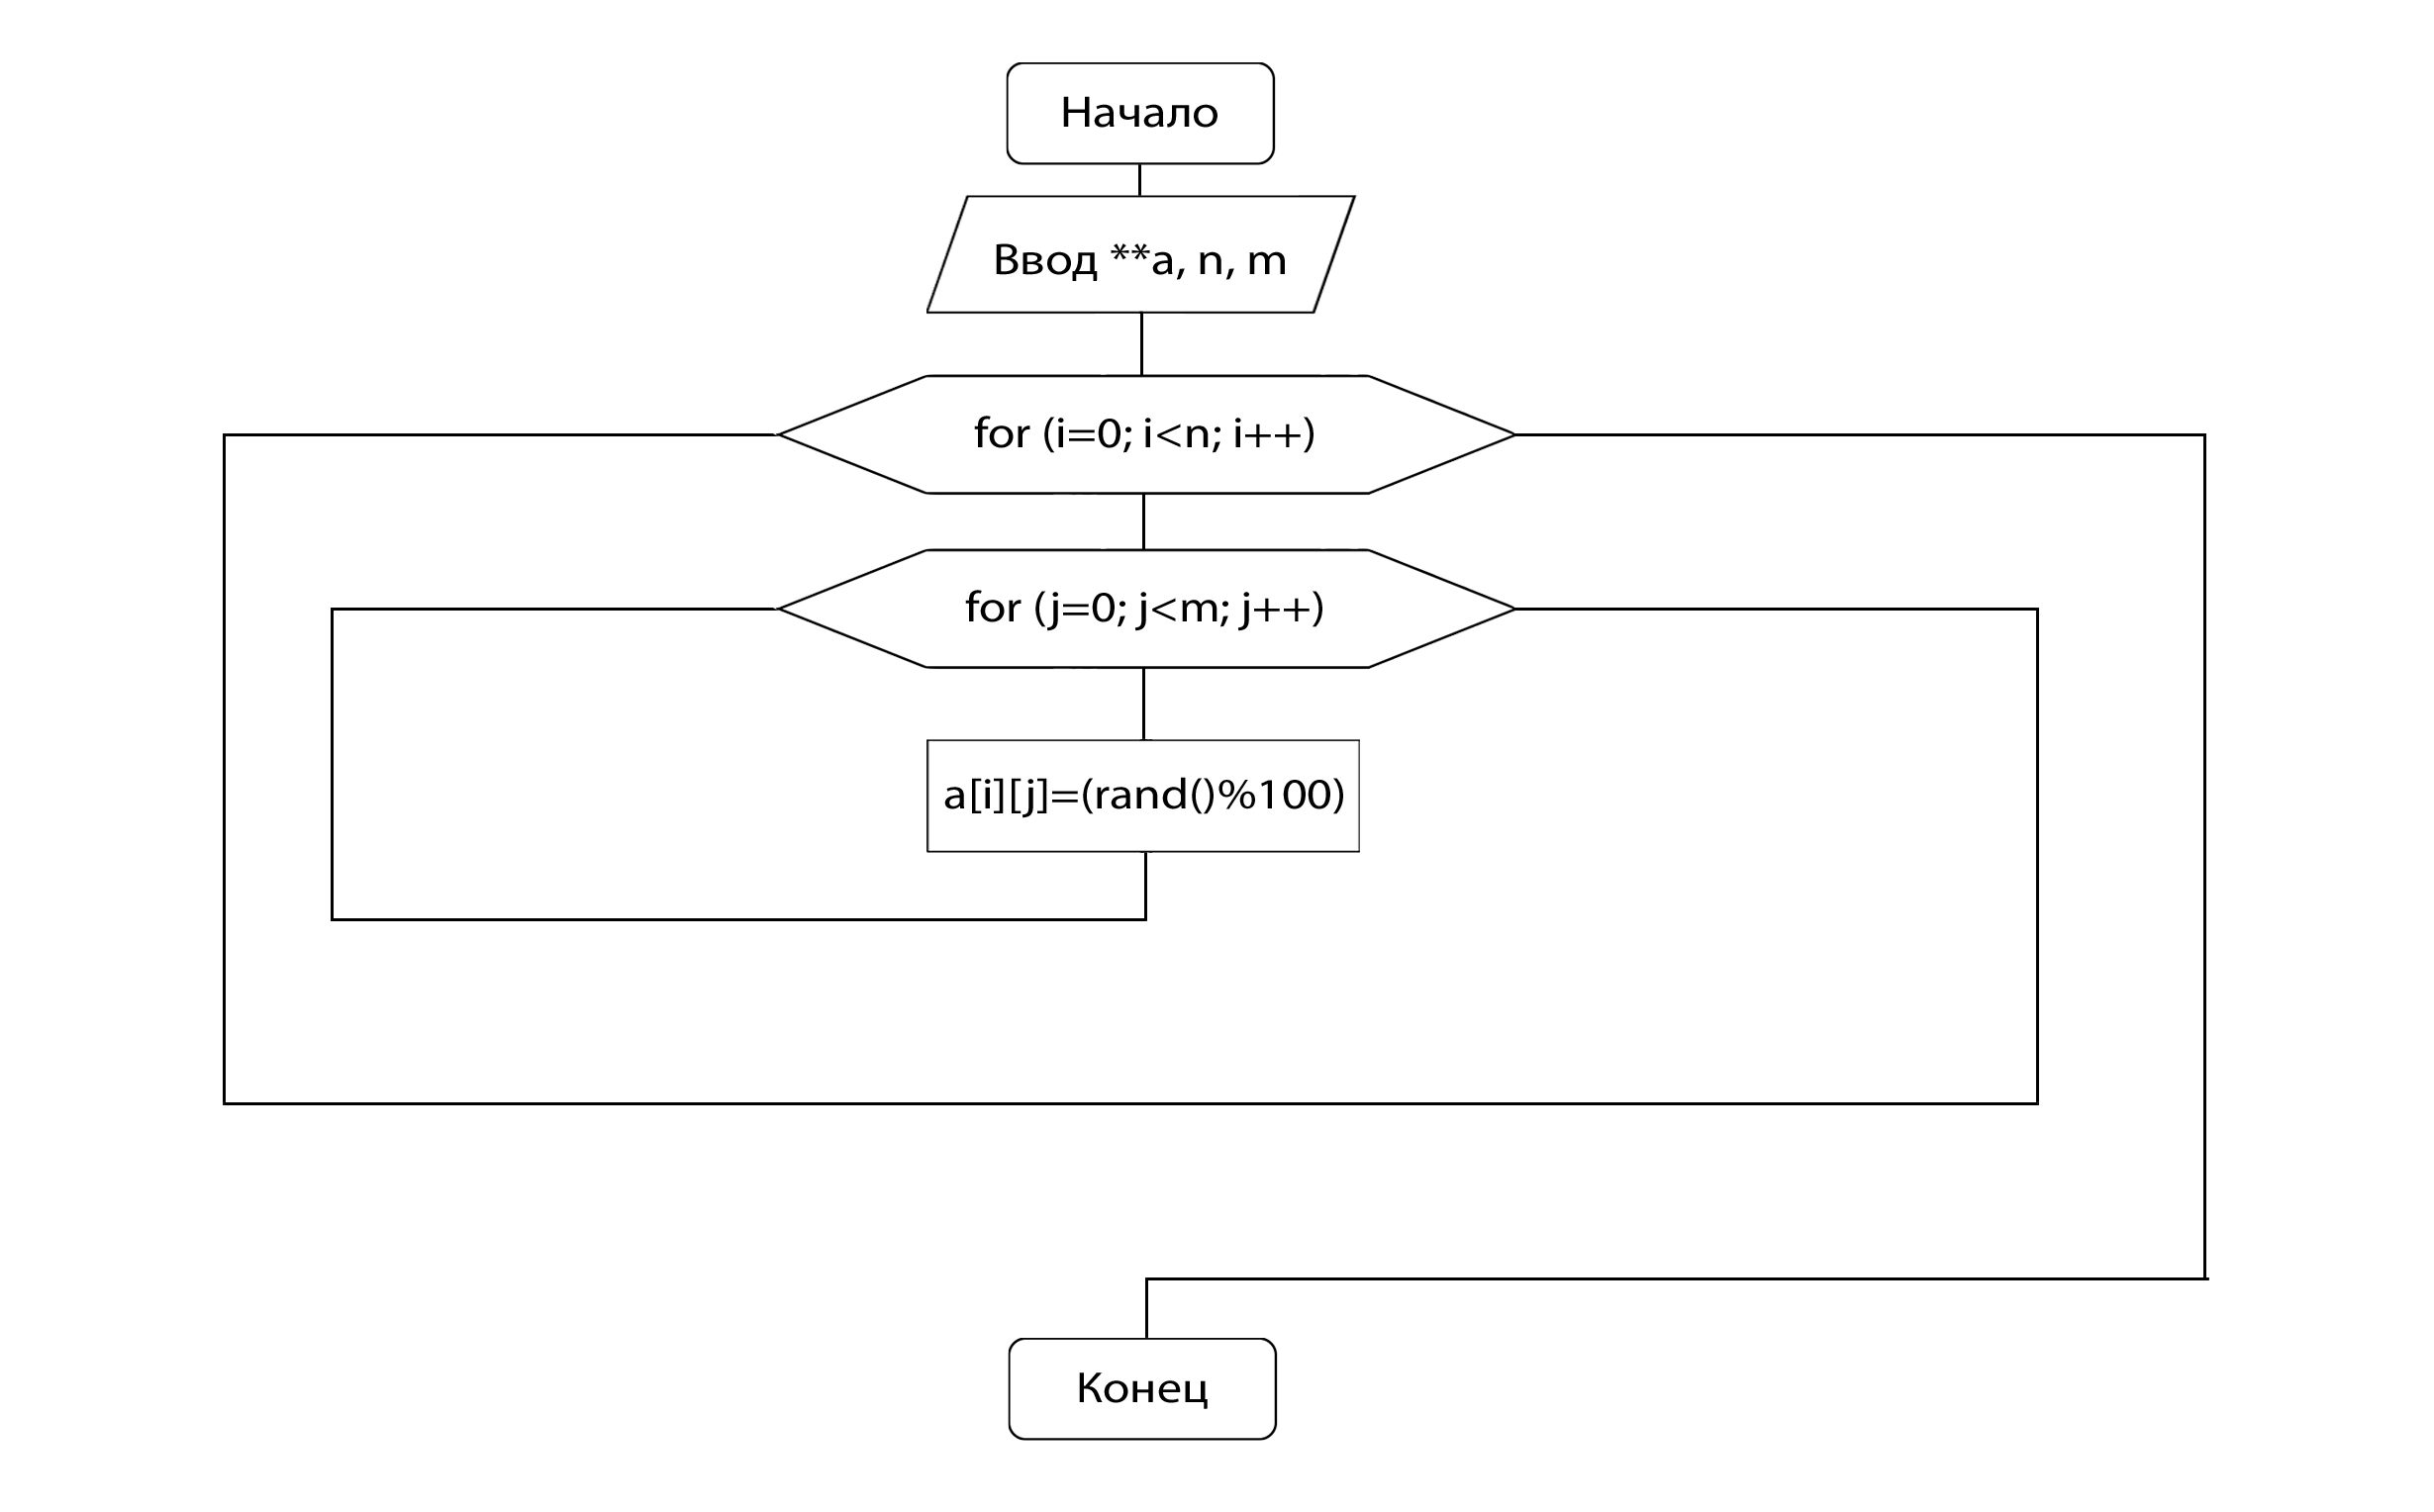 Начало
Ввод **a, n, m
for (i=0; i<n; i++)
for (j=0; j<m; j++)
a[i][j]=(rand()%100)
Конец